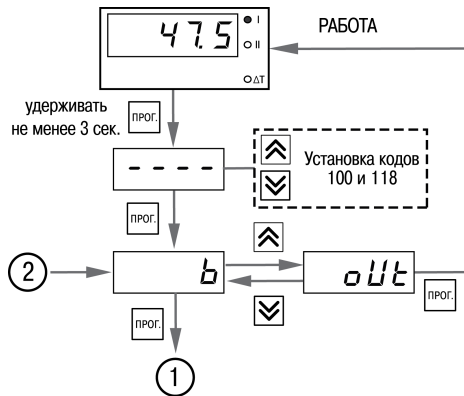 47.5
I
II
ΔT
РАБОТА
удерживать
не менее 3 сек.
ПРОГ.
- - - -
Установка кодов
100 и 118
ПРОГ.
2
b
oUt
ПРОГ.
ПРОГ.
1